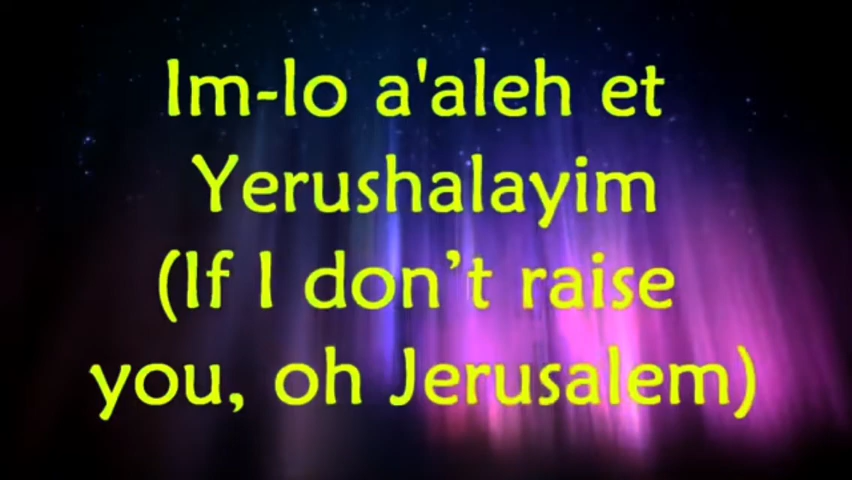 Im-lo a'aleh et
Yerushalayim
(If I don’t raise
you, oh Jerusalem)